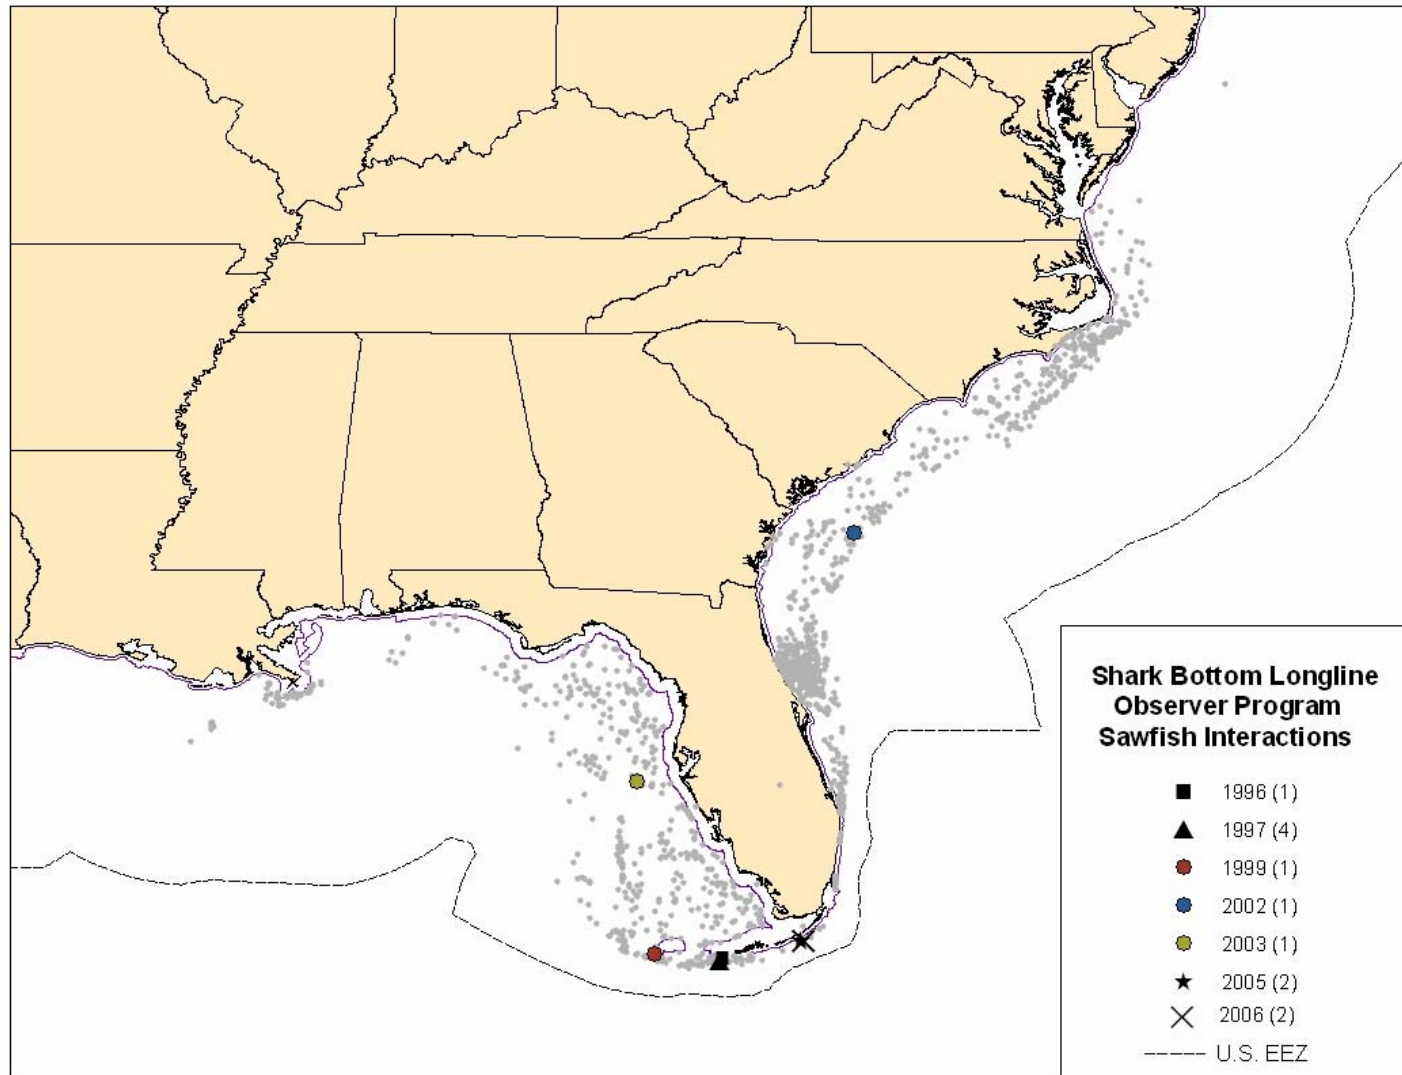 Shark Bottom Longline
Observer Program
Sawfish Interactions
1996 (1)
1997 (4)
1999 (1)
2002 (1)
2003 (1)
2005 (2)
2006 (2)
U.S. EEZ